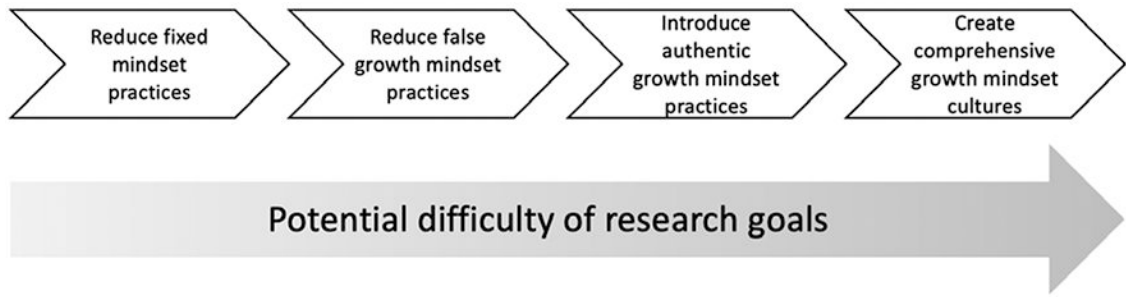 Reduce fixed
mindset
practices
Reduce false
growth mindset
practices
Introduce
authentic
growth mindset
practices
Create
comprehensive
growth mindset
cultures
Potential difficulty of research goals